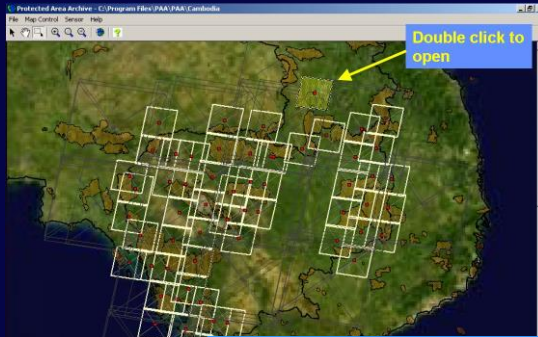 Protected Area Archive - C:\Program Files\PAA\PAA\Cambodia
File Map Control Sensor Help
Double click to
open